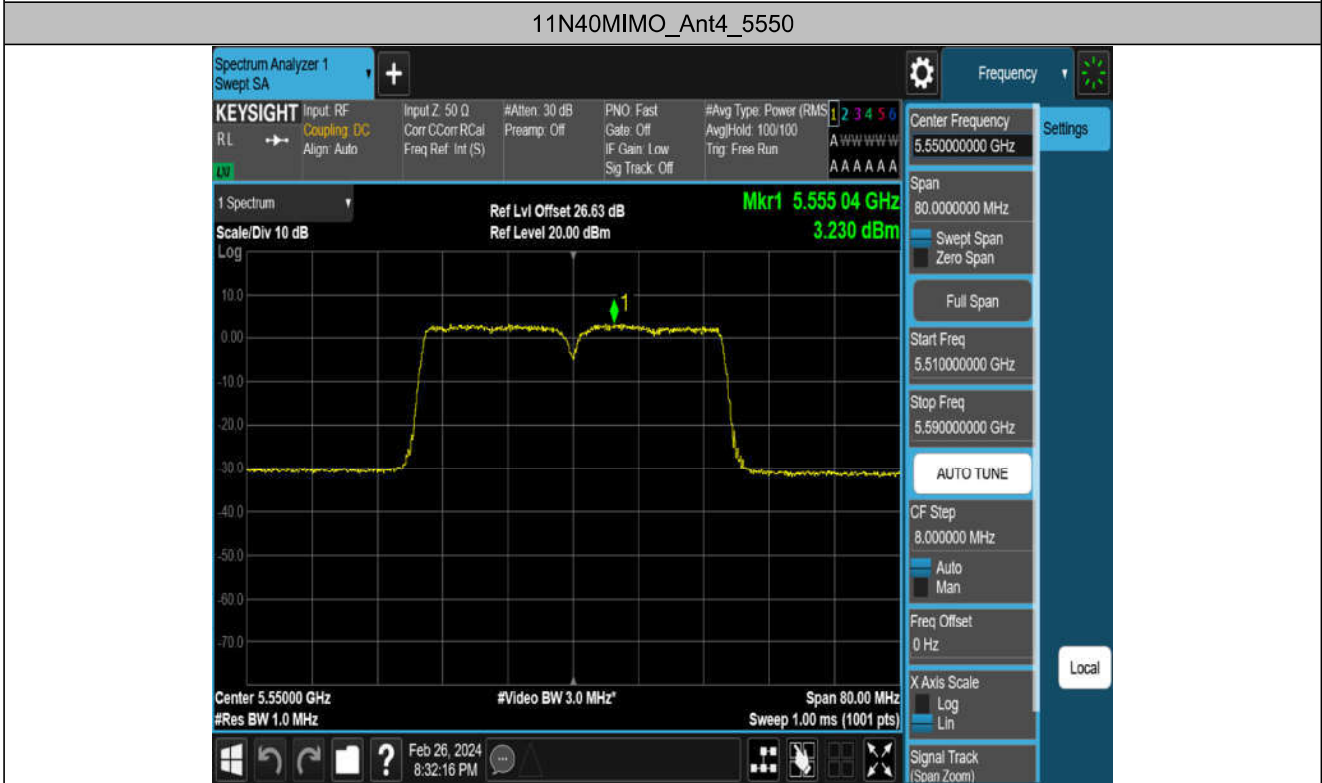 11N40MIMO_Ant4_5550
Spectrum Analyzer 1
Swept SA
+
Frequency
KEYSIGHT
RL
LXI
Input: RF
Coupling: DC
Align: Auto
Input Z: 50 Ω
Corr CCorr RCal
Freq Ref: Int (S)
#Atten: 30 dB
Preamp: Off
PNO: Fast
Gate: Off
IF Gain: Low
Sig Track: Off
#Avg Type: Power (RMS
Avg|Hold: 100/100
Trig: Free Run
1 2 3 4 5 6
A W W W W W
A A A A A A
1 Spectrum
Scale/Div 10 dB
Log
Ref Lvl Offset 26.63 dB
Ref Level 20.00 dBm
Mkr1 5.555 04 GHz
3.230 dBm
1
10.0
0.00
-10.0
-20.0
-30.0
-40.0
-50.0
-60.0
-70.0
Center 5.55000 GHz
#Res BW 1.0 MHz
#Video BW 3.0 MHz*
Span 80.00 MHz
Sweep 1.00 ms (1001 pts)
?
Feb 26, 2024
8:32:16 PM
Center Frequency
5.550000000 GHz
Settings
Span
80.0000000 MHz
Swept Span
Zero Span
Full Span
Start Freq
5.510000000 GHz
Stop Freq
5.590000000 GHz
AUTO TUNE
CF Step
8.000000 MHz
Auto
Man
Freq Offset
0 Hz
Local
X Axis Scale
Log
Lin
Signal Track
(Span Zoom)